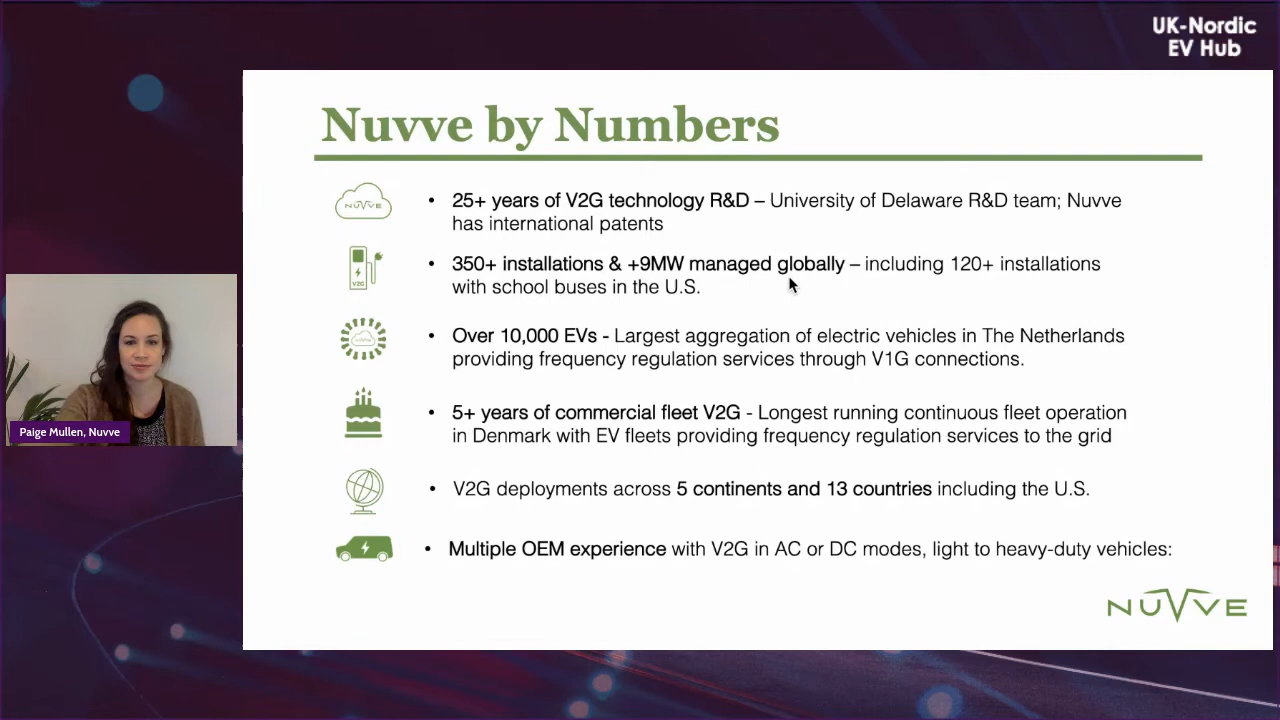 UK-Nordic
EV Hub
Nuvve by Numbers
NUVVE
• 25+ years of V2G technology R&D – University of Delaware R&D team; Nuvve
has international patents
V2G
• 350+ installations & +9MW managed globally – including 120+ installations
with school buses in the U.S.
• Over 10,000 EVs - Largest aggregation of electric vehicles in The Netherlands
providing frequency regulation services through V1G connections.
• 5+ years of commercial fleet V2G - Longest running continuous fleet operation
in Denmark with EV fleets providing frequency regulation services to the grid
• V2G deployments across 5 continents and 13 countries including the U.S.
• Multiple OEM experience with V2G in AC or DC modes, light to heavy-duty vehicles:
Paige Mullen, Nuvve
NUVVE